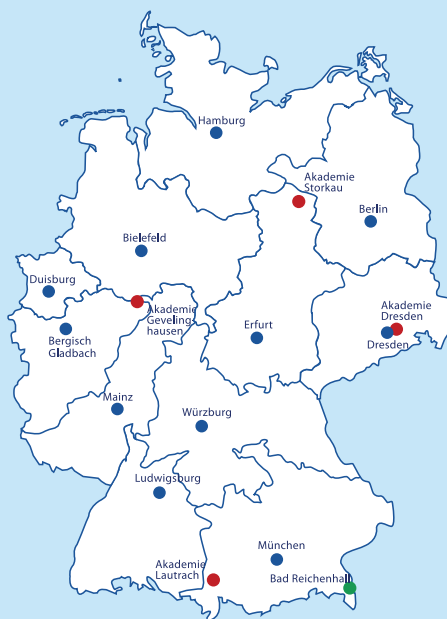 Hamburg
Akademie
Storkau
Berlin
Bielefeld
Duisburg
Akademie
Geveling-
hausen
Bergisch
Gladbach
Erfurt
Akademie
Dresden
Dresden
Mainz
Würzburg
Ludwigsburg
München
Akademie
Lautrach
Bad Reichenhall